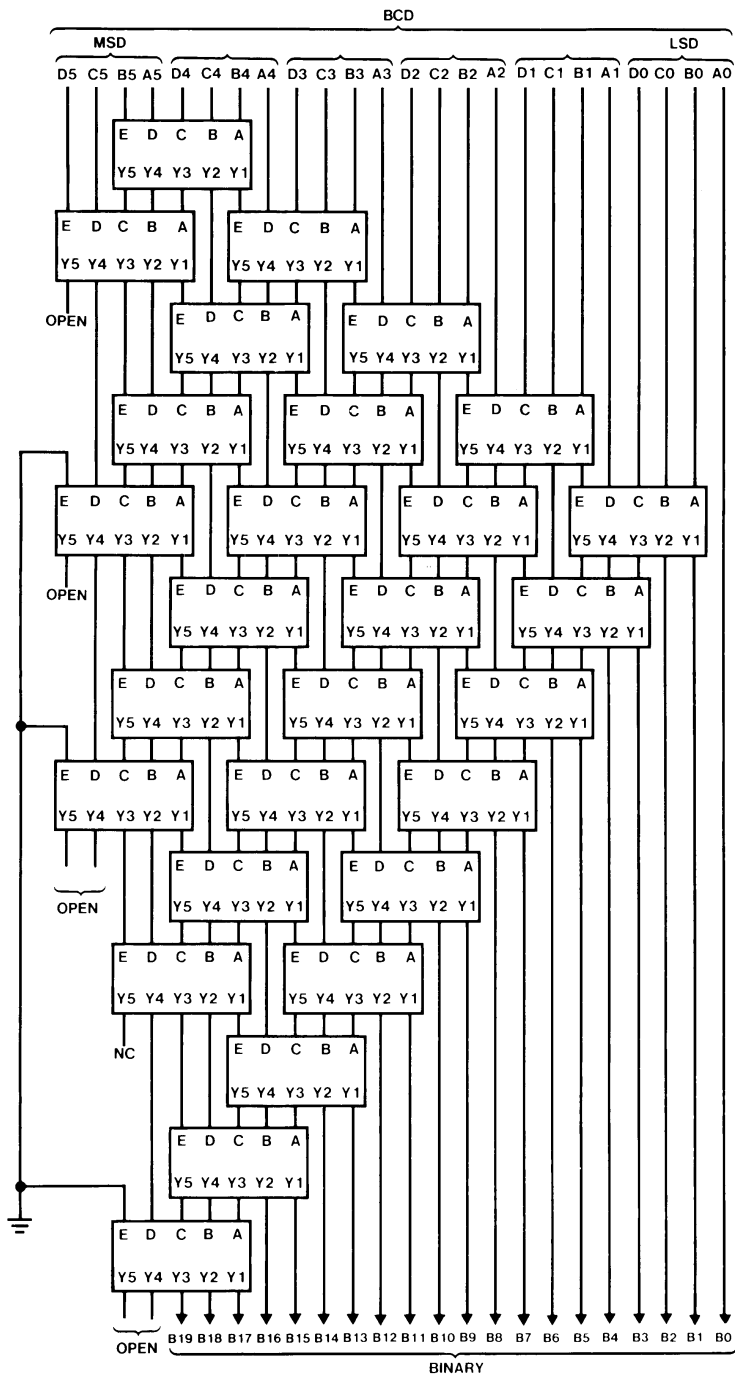 BCD
MSD LSD
D5 C5 B5 A5 D4 C4 B4 A4 D3 C3 B3 A3 D2 C2 B2 A2 D1 C1 B1 A1 D0 C0 B0 A0
E D C B A
Y5 Y4 Y3 Y2 Y1
E D C B A E D C B A
Y5 Y4 Y3 Y2 Y1 Y5 Y4 Y3 Y2 Y1
OPEN E D C B A E D C B A
Y5 Y4 Y3 Y2 Y1 Y5 Y4 Y3 Y2 Y1
E D C B A E D C B A E D C B A
Y5 Y4 Y3 Y2 Y1 Y5 Y4 Y3 Y2 Y1 Y5 Y4 Y3 Y2 Y1
E D C B A E D C B A E D C B A E D C B A
Y5 Y4 Y3 Y2 Y1 Y5 Y4 Y3 Y2 Y1 Y5 Y4 Y3 Y2 Y1 Y5 Y4 Y3 Y2 Y1
OPEN E D C B A E D C B A E D C B A
Y5 Y4 Y3 Y2 Y1 Y5 Y4 Y3 Y2 Y1 Y5 Y4 Y3 Y2 Y1
E D C B A E D C B A E D C B A
Y5 Y4 Y3 Y2 Y1 Y5 Y4 Y3 Y2 Y1 Y5 Y4 Y3 Y2 Y1
E D C B A E D C B A E D C B A
Y5 Y4 Y3 Y2 Y1 Y5 Y4 Y3 Y2 Y1 Y5 Y4 Y3 Y2 Y1
E D C B A E D C B A
OPEN Y5 Y4 Y3 Y2 Y1 Y5 Y4 Y3 Y2 Y1
E D C B A E D C B A
Y5 Y4 Y3 Y2 Y1 Y5 Y4 Y3 Y2 Y1
NC E D C B A
Y5 Y4 Y3 Y2 Y1
E D C B A
Y5 Y4 Y3 Y2 Y1
E D C B A
Y5 Y4 Y3 Y2 Y1
OPEN B19 B18 B17 B16 B15 B14 B13 B12 B11 B10 B9 B8 B7 B6 B5 B4 B3 B2 B1 B0
BINARY